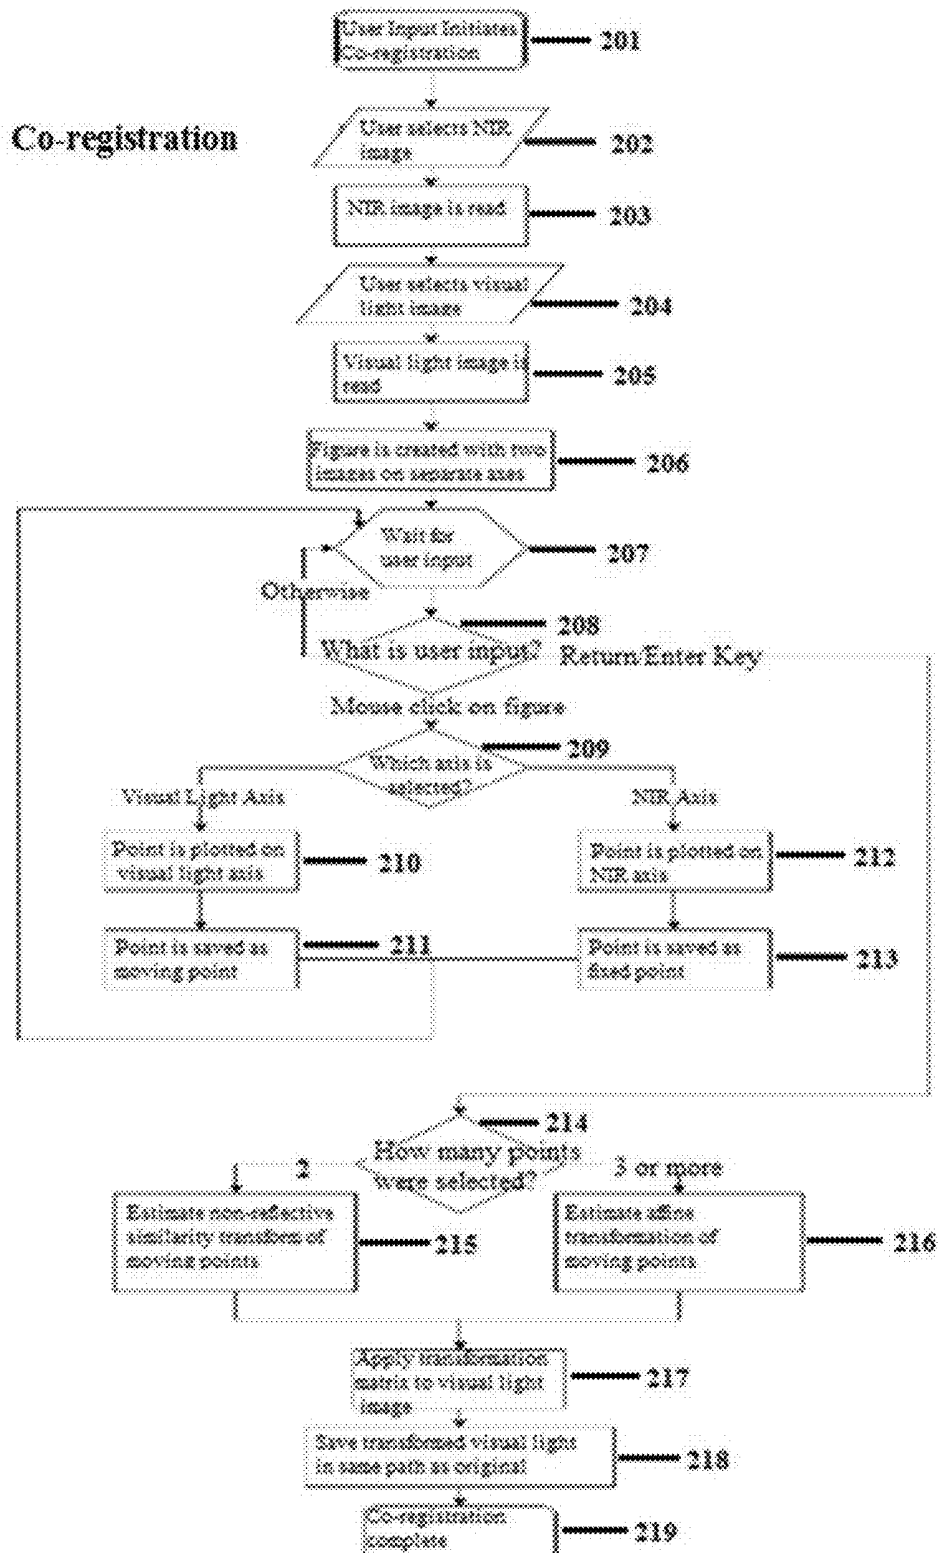 User Input Initiates
Co-registration
201
Co-registration
User selects NIR
image
202
NIR image is read
203
User selects visual
light image
204
Visual light image is
read
205
Figure is created with two
images on separate axes
206
Wait for
user input
207
Otherwise
208
What is user input?
Return/Enter Key
Mouse click on figure
209
Which axis is
selected?
Visual Light Axis
NIR Axis
Point is plotted on
visual light axis
210
Point is plotted on
NIR axis
212
Point is saved as
moving point
211
Point is saved as
fixed point
213
214
How many points
were selected?
2
3 or more
Estimate non-reflective
similarity transform of
moving points
215
Estimate affine
transformation of
moving points
216
Apply transformation
matrix to visual light
image
217
Save transformed visual light
in same path as original
218
Co-registration
complete
219